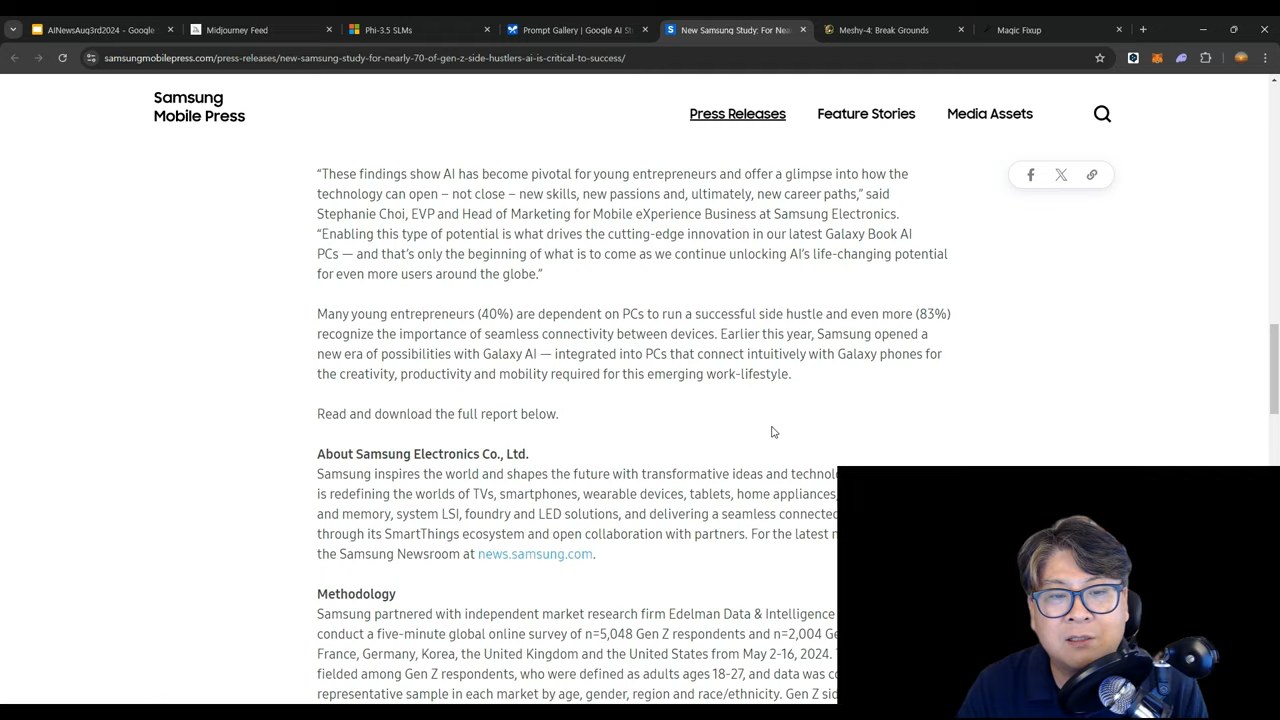 AINewsAug3rd2024 - Google
Midjourney Feed
Phi-3.5 SLMs
Prompt Gallery | Google AI St
New Samsung Study: For Nea
Meshy-4: Break Grounds
Magic Fixup
samsungmobilepress.com/press-releases/new-samsung-study-for-nearly-70-of-gen-z-side-hustlers-ai-is-critical-to-success/
Samsung
Mobile Press
Press Releases
Feature Stories
Media Assets
“These findings show AI has become pivotal for young entrepreneurs and offer a glimpse into how the
technology can open – not close – new skills, new passions and, ultimately, new career paths,” said
Stephanie Choi, EVP and Head of Marketing for Mobile eXperience Business at Samsung Electronics.
“Enabling this type of potential is what drives the cutting-edge innovation in our latest Galaxy Book AI
PCs — and that’s only the beginning of what is to come as we continue unlocking AI’s life-changing potential
for even more users around the globe.”
Many young entrepreneurs (40%) are dependent on PCs to run a successful side hustle and even more (83%)
recognize the importance of seamless connectivity between devices. Earlier this year, Samsung opened a
new era of possibilities with Galaxy AI — integrated into PCs that connect intuitively with Galaxy phones for
the creativity, productivity and mobility required for this emerging work-lifestyle.
Read and download the full report below.
About Samsung Electronics Co., Ltd.
Samsung inspires the world and shapes the future with transformative ideas and technol
is redefining the worlds of TVs, smartphones, wearable devices, tablets, home appliances,
and memory, system LSI, foundry and LED solutions, and delivering a seamless connected
through its SmartThings ecosystem and open collaboration with partners. For the latest n
the Samsung Newsroom at news.samsung.com.
Methodology
Samsung partnered with independent market research firm Edelman Data & Intelligence
conduct a five-minute global online survey of n=5,048 Gen Z respondents and n=2,004 Ge
France, Germany, Korea, the United Kingdom and the United States from May 2-16, 2024.
fielded among Gen Z respondents, who were defined as adults ages 18-27, and data was co
representative sample in each market by age, gender, region and race/ethnicity. Gen Z sid